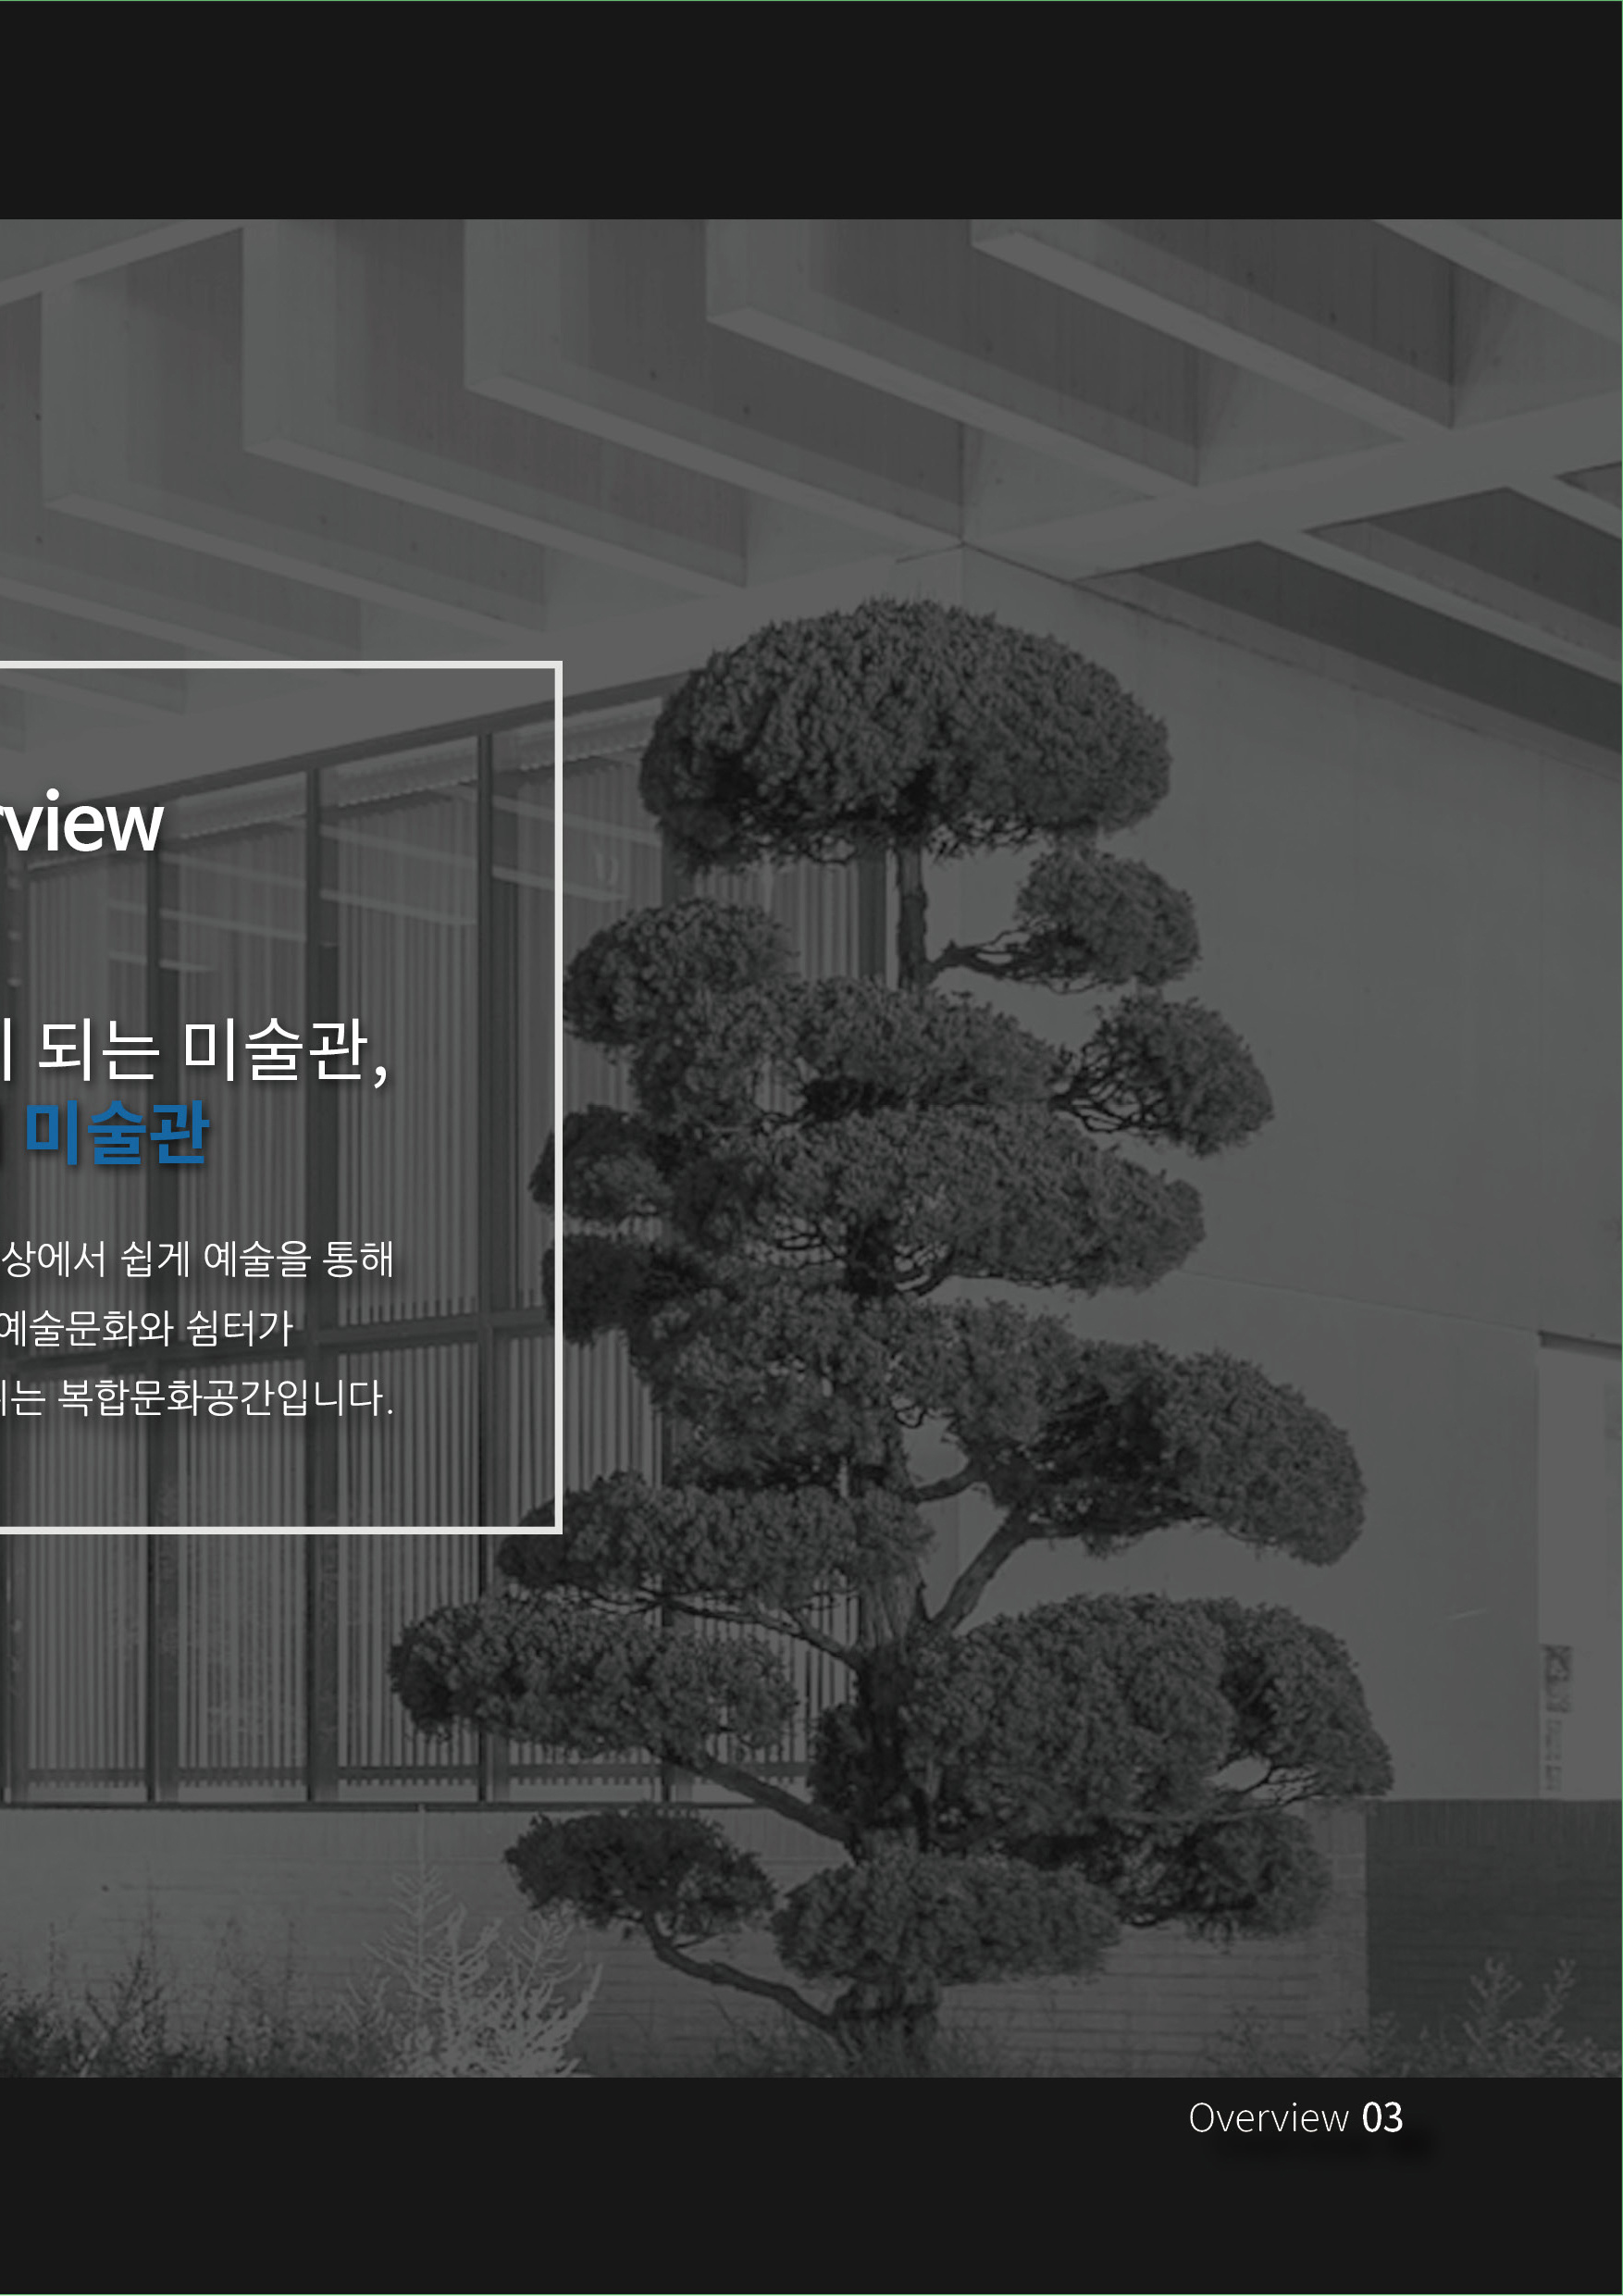 rview
되는 미술관,
미술관
상에서 쉽게 예술을 통해
예술문화와 쉼터가
는 복합문화공간입니다.
Overview 03